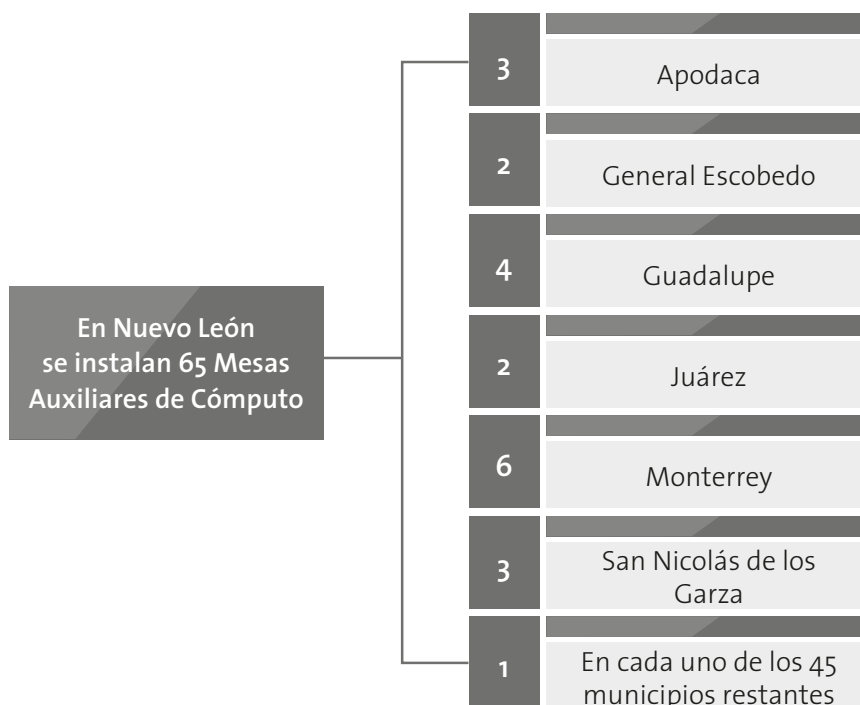 En Nuevo León
se instalan 65 Mesas
Auxiliares de Cómputo
3
Apodaca
2
General Escobedo
4
Guadalupe
2
Juárez
6
Monterrey
3
San Nicolás de los
Garza
1
En cada uno de los 45
municipios restantes